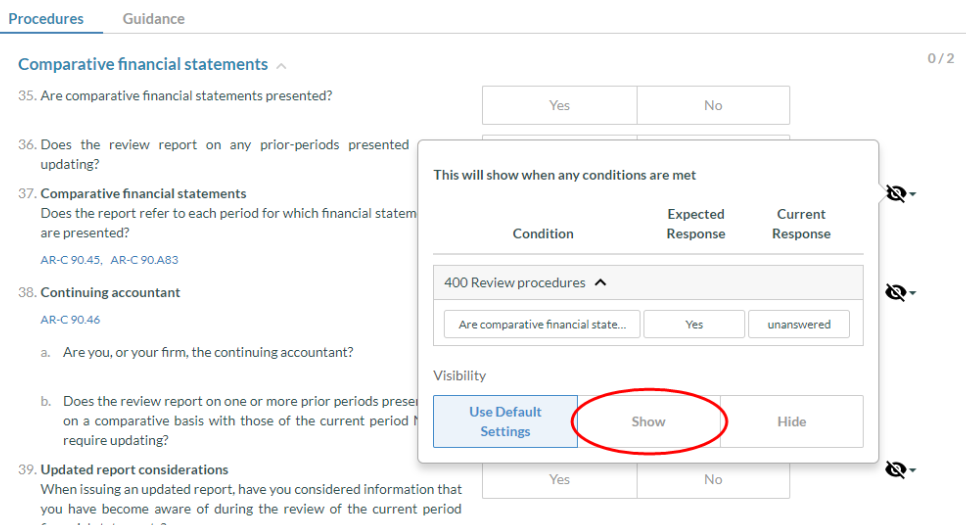 Procedures Guidance
Comparative financial statements
0 / 2
35. Are comparative financial statements presented?
Yes No
36. Does the review report on any prior-periods presented
updating?
37. Comparative financial statements
Does the report refer to each period for which financial statem
are presented?
AR-C 90.45, AR-C 90.A83
38. Continuing accountant
AR-C 90.46
a. Are you, or your firm, the continuing accountant?
b. Does the review report on one or more prior periods prese
on a comparative basis with those of the current period
require updating?
39. Updated report considerations
When issuing an updated report, have you considered information that
you have become aware of during the review of the current period
Yes No
This will show when any conditions are met
Condition Expected Response Current Response
400 Review procedures
Are comparative financial state... Yes unanswered
Visibility
Use Default
Settings
Show
Hide